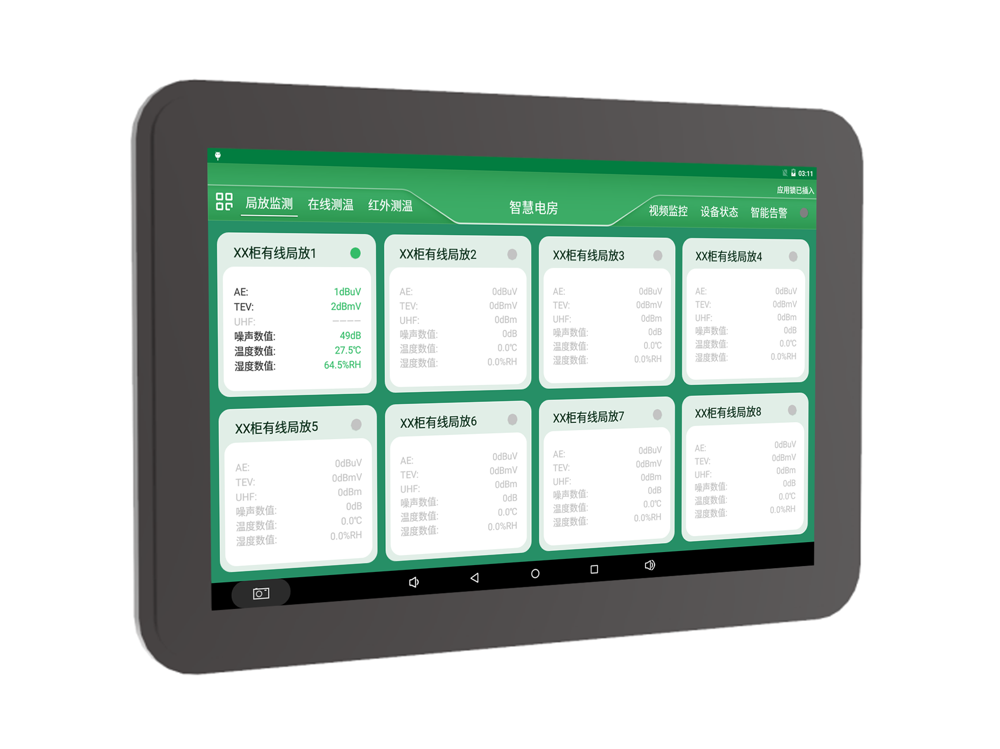 03:11
应用锁已插入
局放监测 在线测温 红外测温 智慧电房 视频监控 设备状态 智能告警
XX柜有线局放1
AE: 1dBuV
TEV: 2dBmV
UHF: ————
噪声数值: 49dB
温度数值: 27.5℃
湿度数值: 64.5%RH
XX柜有线局放2
AE: 0dBuV
TEV: 0dBmV
UHF: 0dBm
噪声数值: 0dB
温度数值: 0.0℃
湿度数值: 0.0%RH
XX柜有线局放3
AE: 0dBuV
TEV: 0dBmV
UHF: 0dBm
噪声数值: 0dB
温度数值: 0.0℃
湿度数值: 0.0%RH
XX柜有线局放4
AE: 0dBuV
TEV: 0dBmV
UHF: 0dBm
噪声数值: 0dB
温度数值: 0.0℃
湿度数值: 0.0%RH
XX柜有线局放5
AE: 0dBuV
TEV: 0dBmV
UHF: 0dBm
噪声数值: 0dB
温度数值: 0.0℃
湿度数值: 0.0%RH
XX柜有线局放6
AE: 0dBuV
TEV: 0dBmV
UHF: 0dBm
噪声数值: 0dB
温度数值: 0.0℃
湿度数值: 0.0%RH
XX柜有线局放7
AE: 0dBuV
TEV: 0dBmV
UHF: 0dBm
噪声数值: 0dB
温度数值: 0.0℃
湿度数值: 0.0%RH
XX柜有线局放8
AE: 0dBuV
TEV: 0dBmV
UHF: 0dBm
噪声数值: 0dB
温度数值: 0.0℃
湿度数值: 0.0%RH